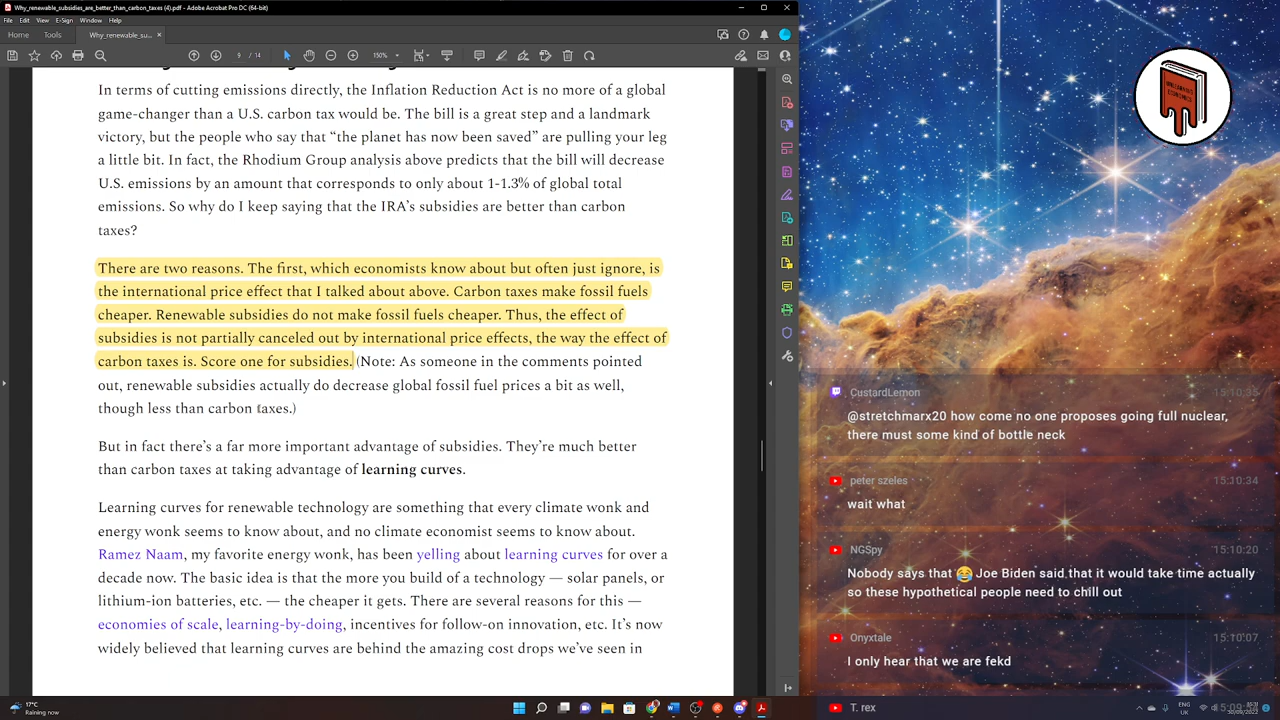 Why_renewable_subsidies_are_better_than_carbon_taxes (4).pdf - Adobe Acrobat Pro DC (64-bit)
File Edit View E-Sign Window Help
Home Tools Why_renewable_su... ×
9 / 14 150%
In terms of cutting emissions directly, the Inflation Reduction Act is no more of a global
game-changer than a U.S. carbon tax would be. The bill is a great step and a landmark
victory, but the people who say that “the planet has now been saved” are pulling your leg
a little bit. In fact, the Rhodium Group analysis above predicts that the bill will decrease
U.S. emissions by an amount that corresponds to only about 1-1.3% of global total
emissions. So why do I keep saying that the IRA’s subsidies are better than carbon
taxes?
There are two reasons. The first, which economists know about but often just ignore, is
the international price effect that I talked about above. Carbon taxes make fossil fuels
cheaper. Renewable subsidies do not make fossil fuels cheaper. Thus, the effect of
subsidies is not partially canceled out by international price effects, the way the effect of
carbon taxes is. Score one for subsidies. (Note: As someone in the comments pointed
out, renewable subsidies actually do decrease global fossil fuel prices a bit as well,
though less than carbon taxes.)
But in fact there’s a far more important advantage of subsidies. They’re much better
than carbon taxes at taking advantage of learning curves.
Learning curves for renewable technology are something that every climate wonk and
energy wonk seems to know about, and no climate economist seems to know about.
Ramez Naam, my favorite energy wonk, has been yelling about learning curves for over a
decade now. The basic idea is that the more you build of a technology — solar panels, or
lithium-ion batteries, etc. — the cheaper it gets. There are several reasons for this —
economies of scale, learning-by-doing, incentives for follow-on innovation, etc. It’s now
widely believed that learning curves are behind the amazing cost drops we’ve seen in
CustardLemon 15:10:35
@stretchmarx20 how come no one proposes going full nuclear,
there must some kind of bottle neck
peter szeles 15:10:34
wait what
NGSpy 15:10:20
Nobody says that 😂 Joe Biden said that it would take time actually
so these hypothetical people need to chill out
Onyxtale 15:10:07
I only hear that we are fekd
T. rex
17°C
Raining now
ENG
UK
30/09/2022